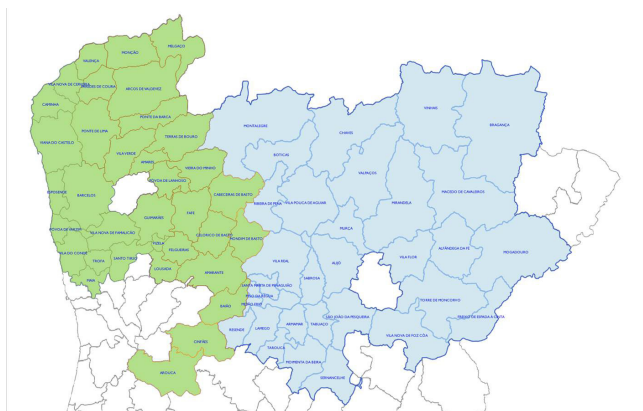 MELGAÇO
MONÇÃO
VALENÇA
VILA NOVA DE CERVEIRA
PAREDES DE COURA
ARCOS DE VALDEVEZ
CAMINHA
PONTE DA BARCA
PONTE DE LIMA
TERRAS DE BOURO
VIANA DO CASTELO
VILA VERDE
AMARES
VIEIRA DO MINHO
PÓVOA DE LANHOSO
ESPOSENDE
BARCELOS
CABECEIRAS DE BASTO
GUIMARÃES
FAFE
PÓVOA DE VARZIM
VILA NOVA DE FAMALICÃO
CELORICO DE BASTO
MONDIM DE BASTO
VIZELA
FELGUEIRAS
VILA DO CONDE
TROFA
SANTO TIRSO
LOUSADA
AMARANTE
MAIA
BAIÃO
CINFÃES
AROUCA
VINHAIS
BRAGANÇA
MONTALEGRE
CHAVES
BOTICAS
VALPAÇOS
MACEDO DE CAVALEIROS
RIBEIRA DE PENA
VILA POUCA DE AGUIAR
MIRANDELA
MURÇA
ALFÂNDEGA DA FÉ
MOGADOURO
VILA REAL
ALIJÓ
VILA FLOR
SABROSA
SANTA MARTA DE PENAGUIÃO
PESO DA RÉGUA
MESÃO FRIO
TORRE DE MONCORVO
FREIXO DE ESPADA À CINTA
SÃO JOÃO DA PESQUEIRA
RESENDE
LAMEGO
ARMAMAR
TABUAÇO
VILA NOVA DE FOZ CÔA
TAROUCA
MOIMENTA DA BEIRA
SERNANCELHE